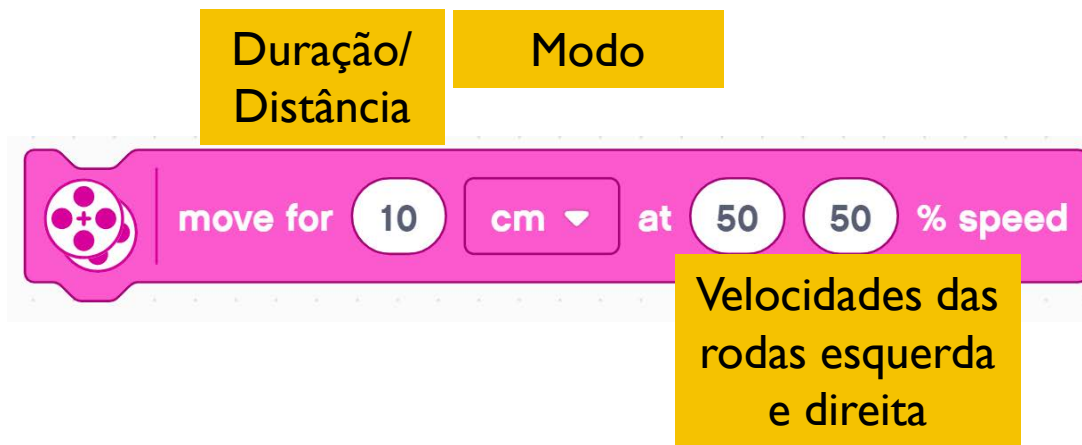 Duração/
Distância
Modo
move for 10 cm at 50 50 % speed
Velocidades das
rodas esquerda
e direita